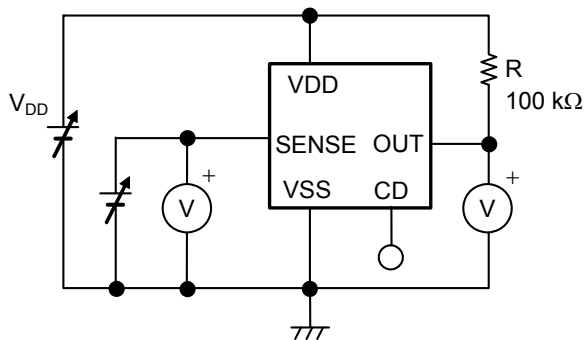 VDD
R
100 kΩ
V_DD
SENSE OUT
+
V
VSS CD
+
V